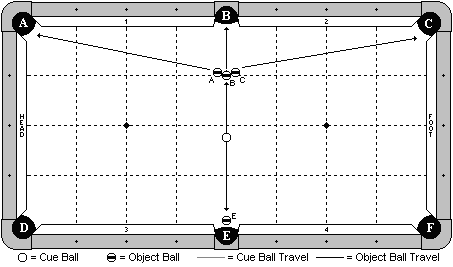 A B C
1 2
A B C
HEAD
FOOT
E
D E F
3 4
= Cue Ball = Object Ball = Cue Ball Travel = Object Ball Travel